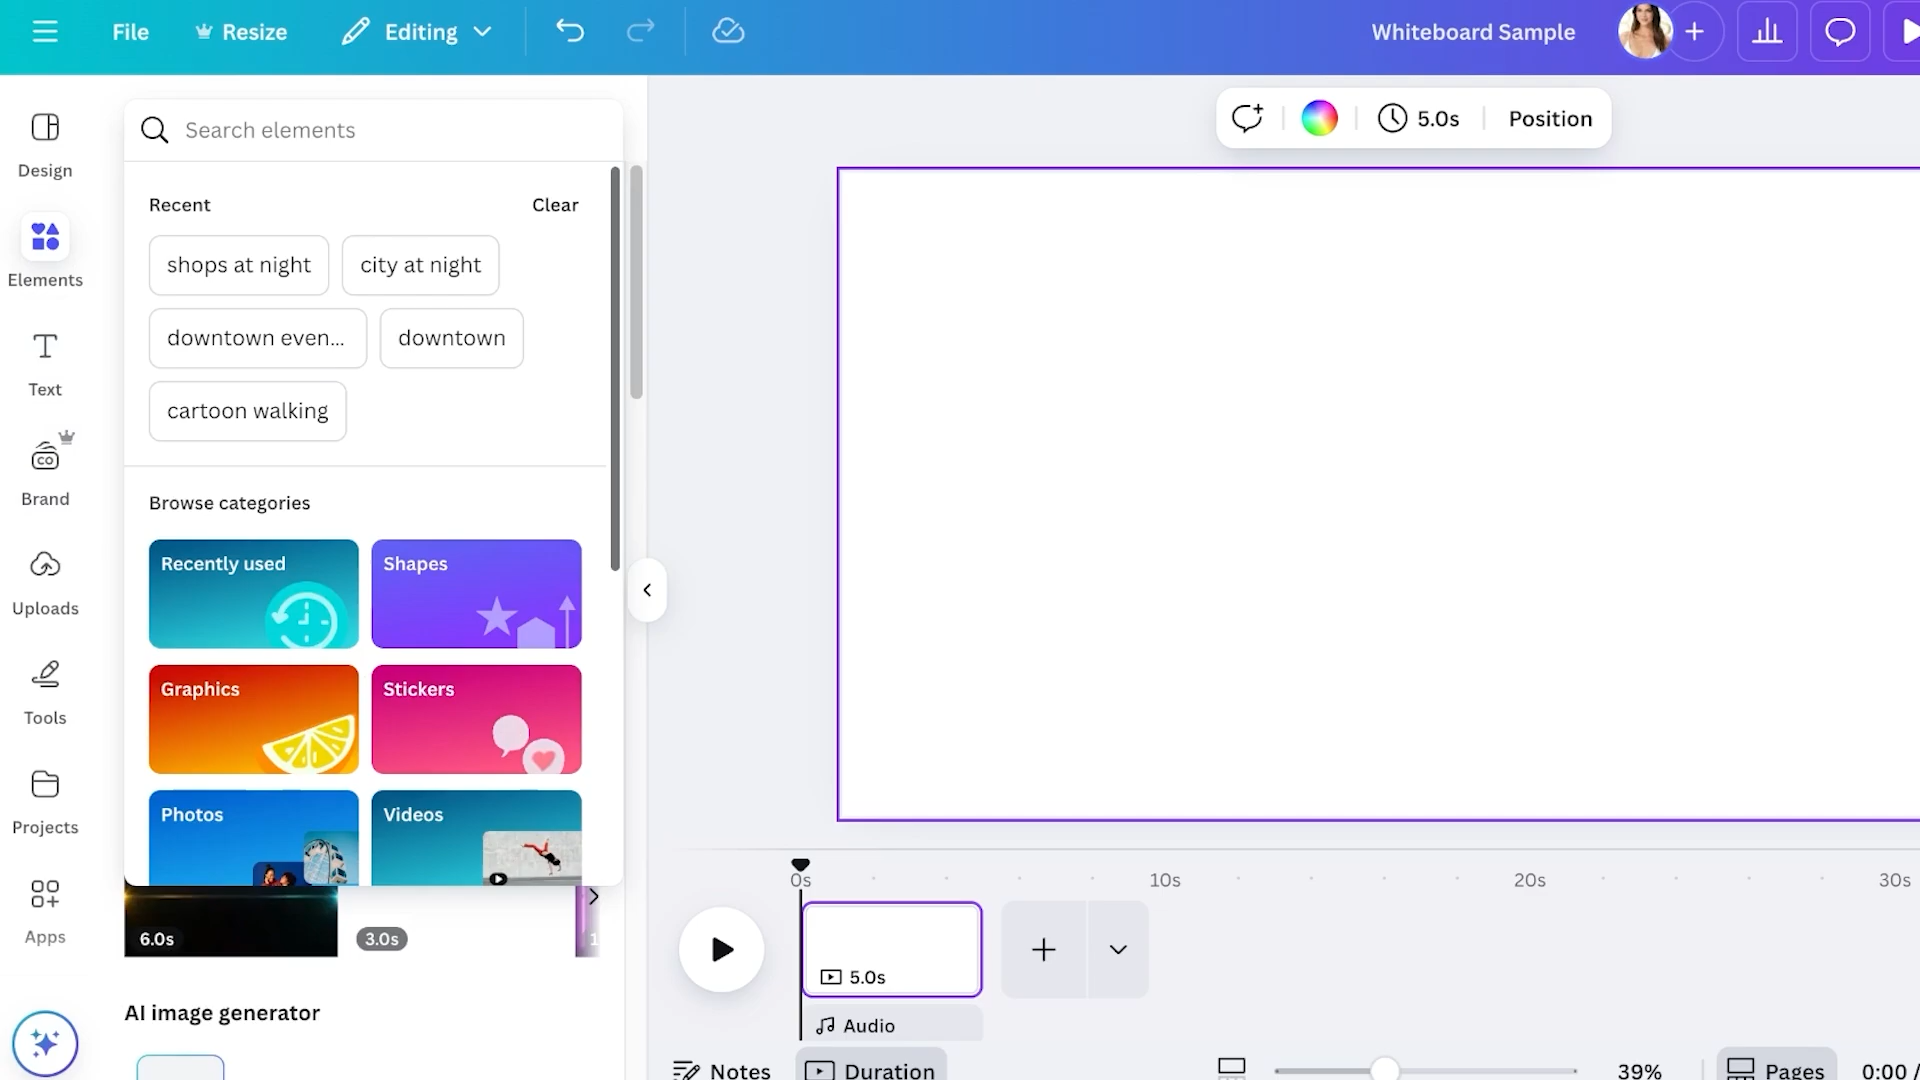 File
Resize
Editing
Whiteboard Sample
Design
Elements
Text
Brand
Uploads
Tools
Projects
Apps
Search elements
Recent
Clear
shops at night
city at night
downtown even...
downtown
cartoon walking
Browse categories
Recently used
Shapes
Graphics
Stickers
Photos
Videos
6.0s
3.0s
1
AI image generator
5.0s
Position
0s
10s
20s
30s
5.0s
Audio
Notes
Duration
39%
Pages
0:00 /
CO